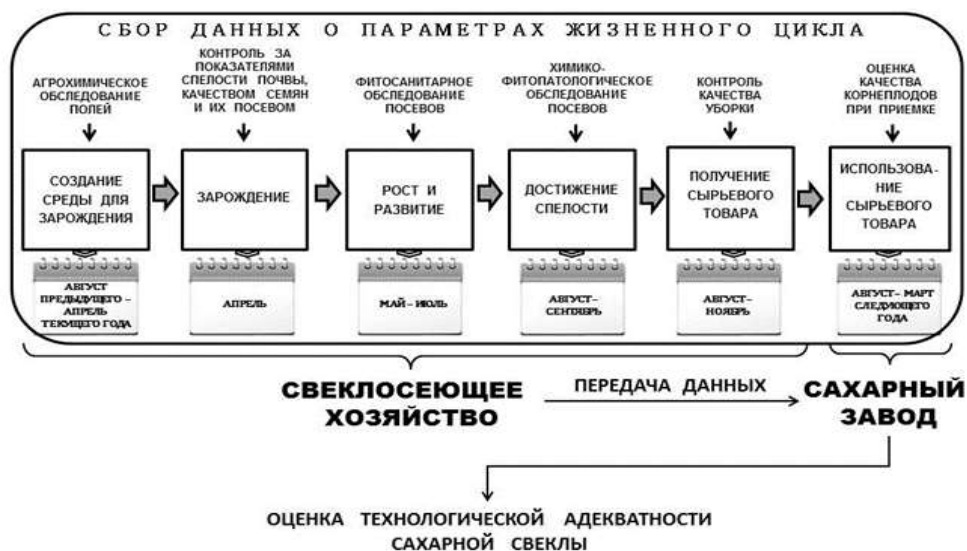 СБОР ДАННЫХ О ПАРАМЕТРАХ ЖИЗНЕННОГО ЦИКЛА
АГРОХИМИЧЕСКОЕ
ОБСЛЕДОВАНИЕ
ПОЛЕЙ
КОНТРОЛЬ ЗА
ПОКАЗАТЕЛЯМИ
СПЕЛОСТИ ПОЧВЫ,
КАЧЕСТВОМ СЕМЯН
И ИХ ПОСЕВОМ
ФИТОСАНИТАРНОЕ
ОБСЛЕДОВАНИЕ
ПОСЕВОВ
ХИМИКО-
ФИТОПАТОЛОГИЧЕСКОЕ
ОБСЛЕДОВАНИЕ
ПОСЕВОВ
КОНТРОЛЬ
КАЧЕСТВА
УБОРКИ
ОЦЕНКА
КАЧЕСТВА
КОРНЕПЛОДОВ
ПРИ ПРИЕМКЕ
СОЗДАНИЕ
СРЕДЫ ДЛЯ
ЗАРОЖДЕНИЯ
ЗАРОЖДЕНИЕ
РОСТ И
РАЗВИТИЕ
ДОСТИЖЕНИЕ
СПЕЛОСТИ
ПОЛУЧЕНИЕ
СЫРЬЕВОГО
ТОВАРА
ИСПОЛЬЗОВА-
НИЕ
СЫРЬЕВОГО
ТОВАРА
АВГУСТ
ПРЕДЫДУЩЕГО –
АПРЕЛЬ
ТЕКУЩЕГО ГОДА
АПРЕЛЬ
МАЙ – ИЮЛЬ
АВГУСТ–
СЕНТЯБРЬ
АВГУСТ–
НОЯБРЬ
АВГУСТ– МАРТ
СЛЕДУЮЩЕГО
ГОДА
СВЕКЛОСЕЮЩЕЕ
ХОЗЯЙСТВО
ПЕРЕДАЧА ДАННЫХ
САХАРНЫЙ
ЗАВОД
ОЦЕНКА ТЕХНОЛОГИЧЕСКОЙ АДЕКВАТНОСТИ
САХАРНОЙ СВЕКЛЫ